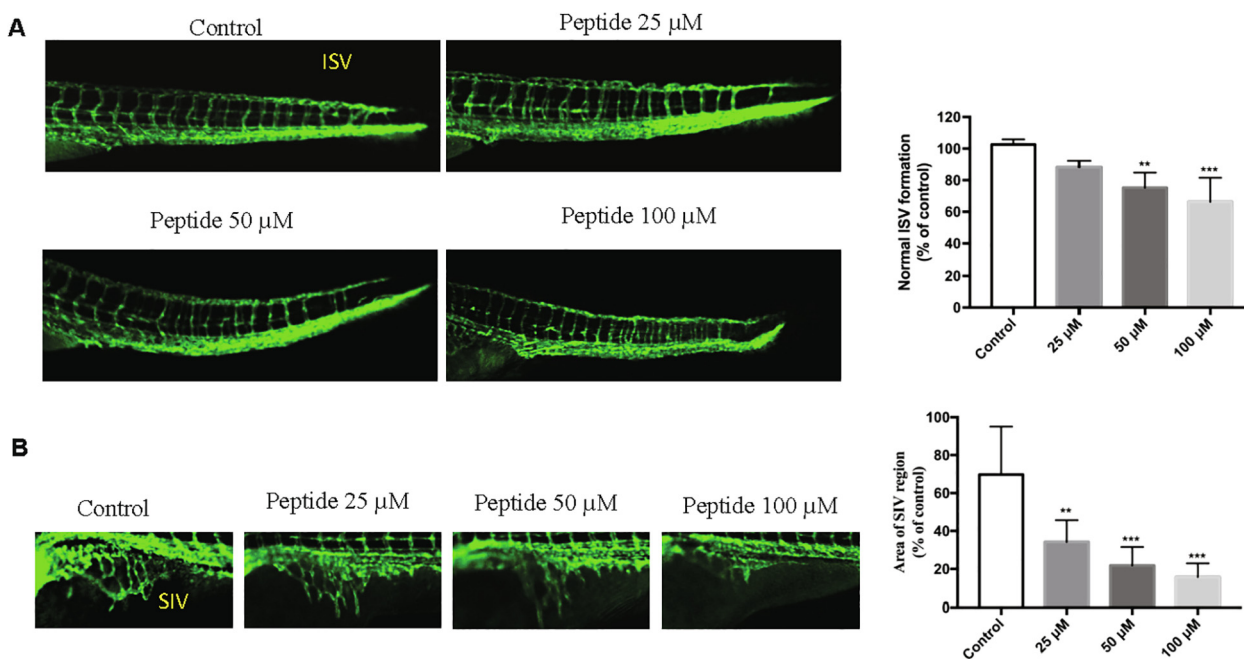 A
Control
Peptide 25 μM
ISV
Peptide 50 μM
Peptide 100 μM
Normal ISV formation
(% of control)
120
100
80
60
40
20
0
**
***
Control
25 μM
50 μM
100 μM
B
Control
Peptide 25 μM
Peptide 50 μM
Peptide 100 μM
SIV
Area of SIV region
(% of control)
100
80
60
40
20
0
**
***
***
Control
25 μM
50 μM
100 μM